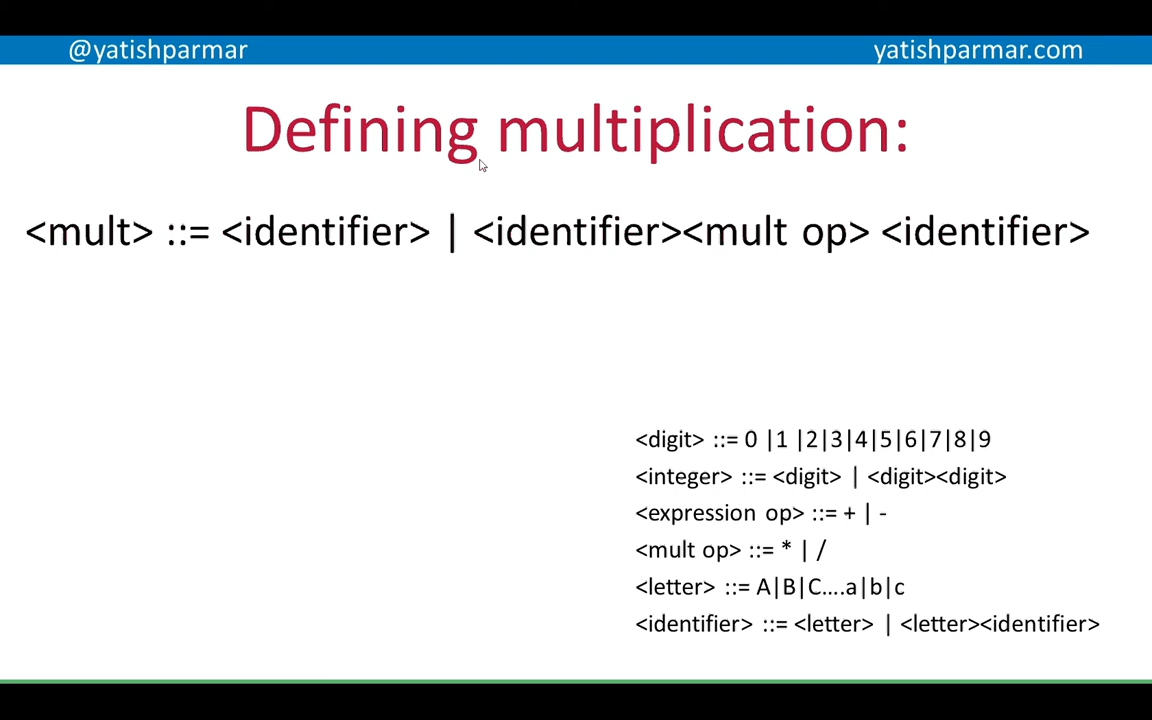 @yatishparmar yatishparmar.com
Defining multiplication:
<mult> ::= <identifier> | <identifier><mult op> <identifier>
<digit> ::= 0 |1 |2|3|4|5|6|7|8|9
<integer> ::= <digit> | <digit><digit>
<expression op> ::= + | -
<mult op> ::= * | /
<letter> ::= A|B|C....a|b|c
<identifier> ::= <letter> | <letter><identifier>